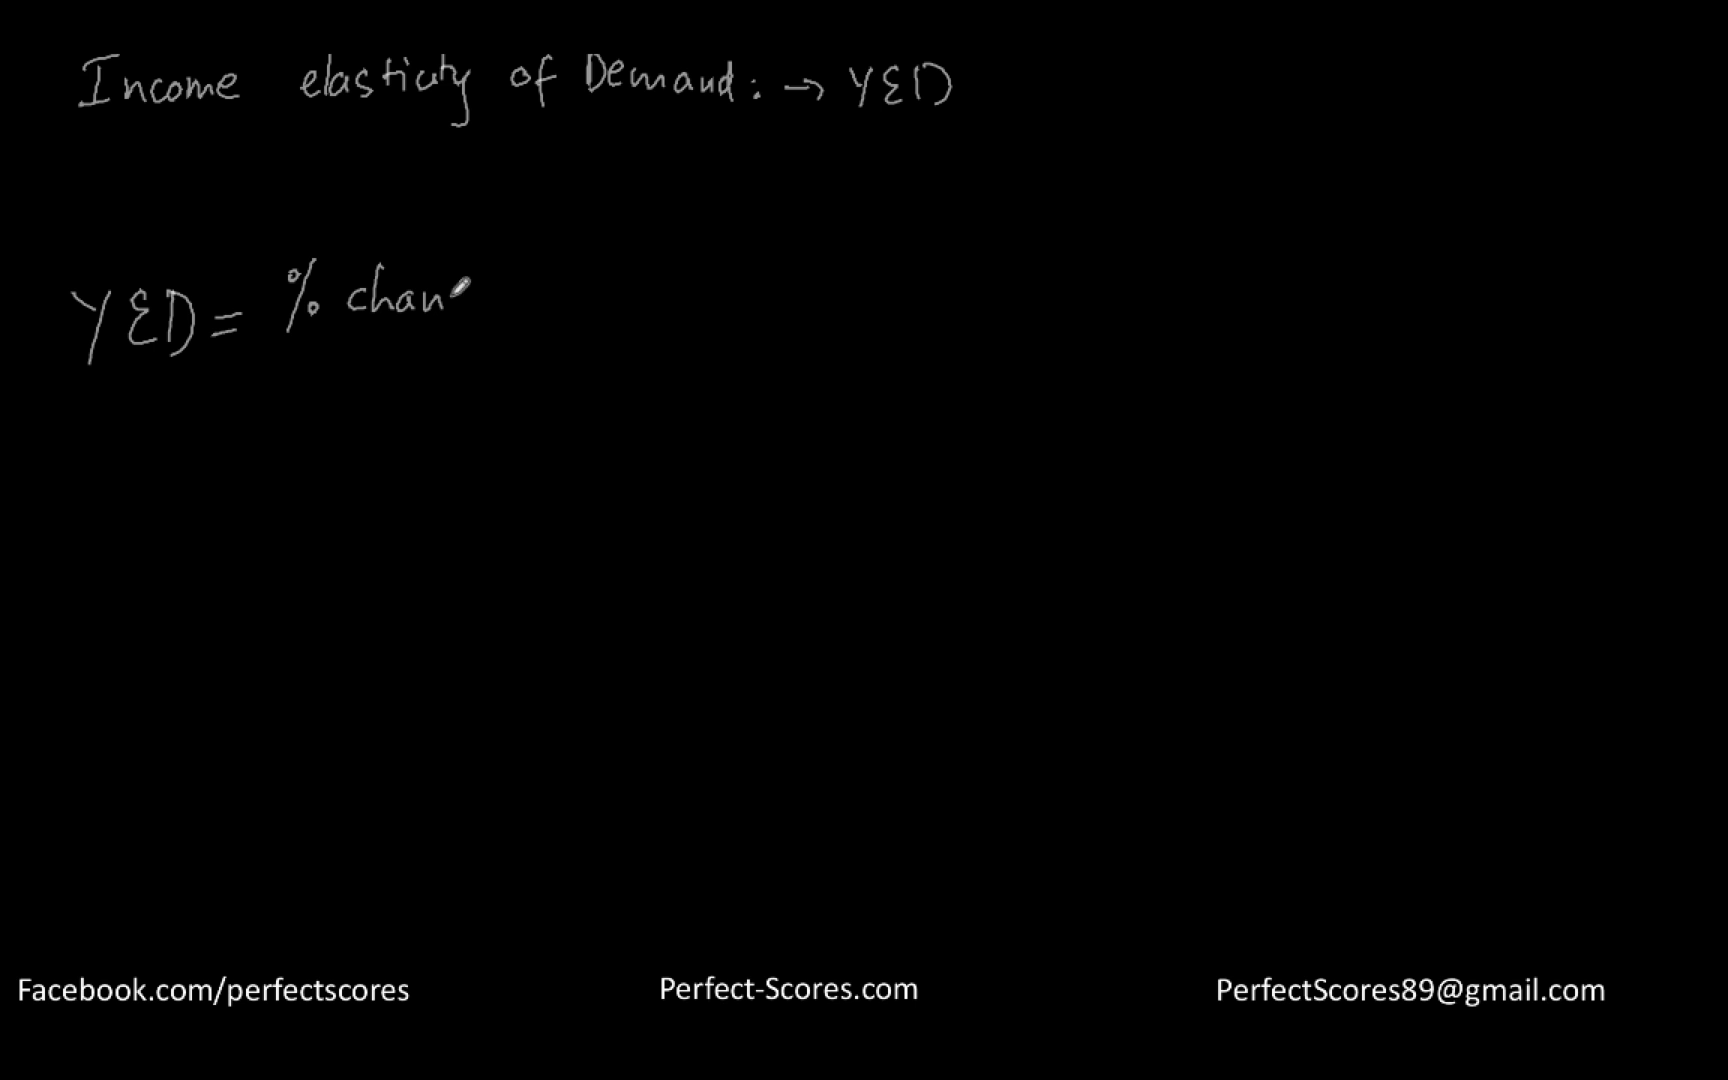 Income elasticity of Demand: → YED
YED = % chan
Facebook.com/perfectscores
Perfect-Scores.com
PerfectScores89@gmail.com